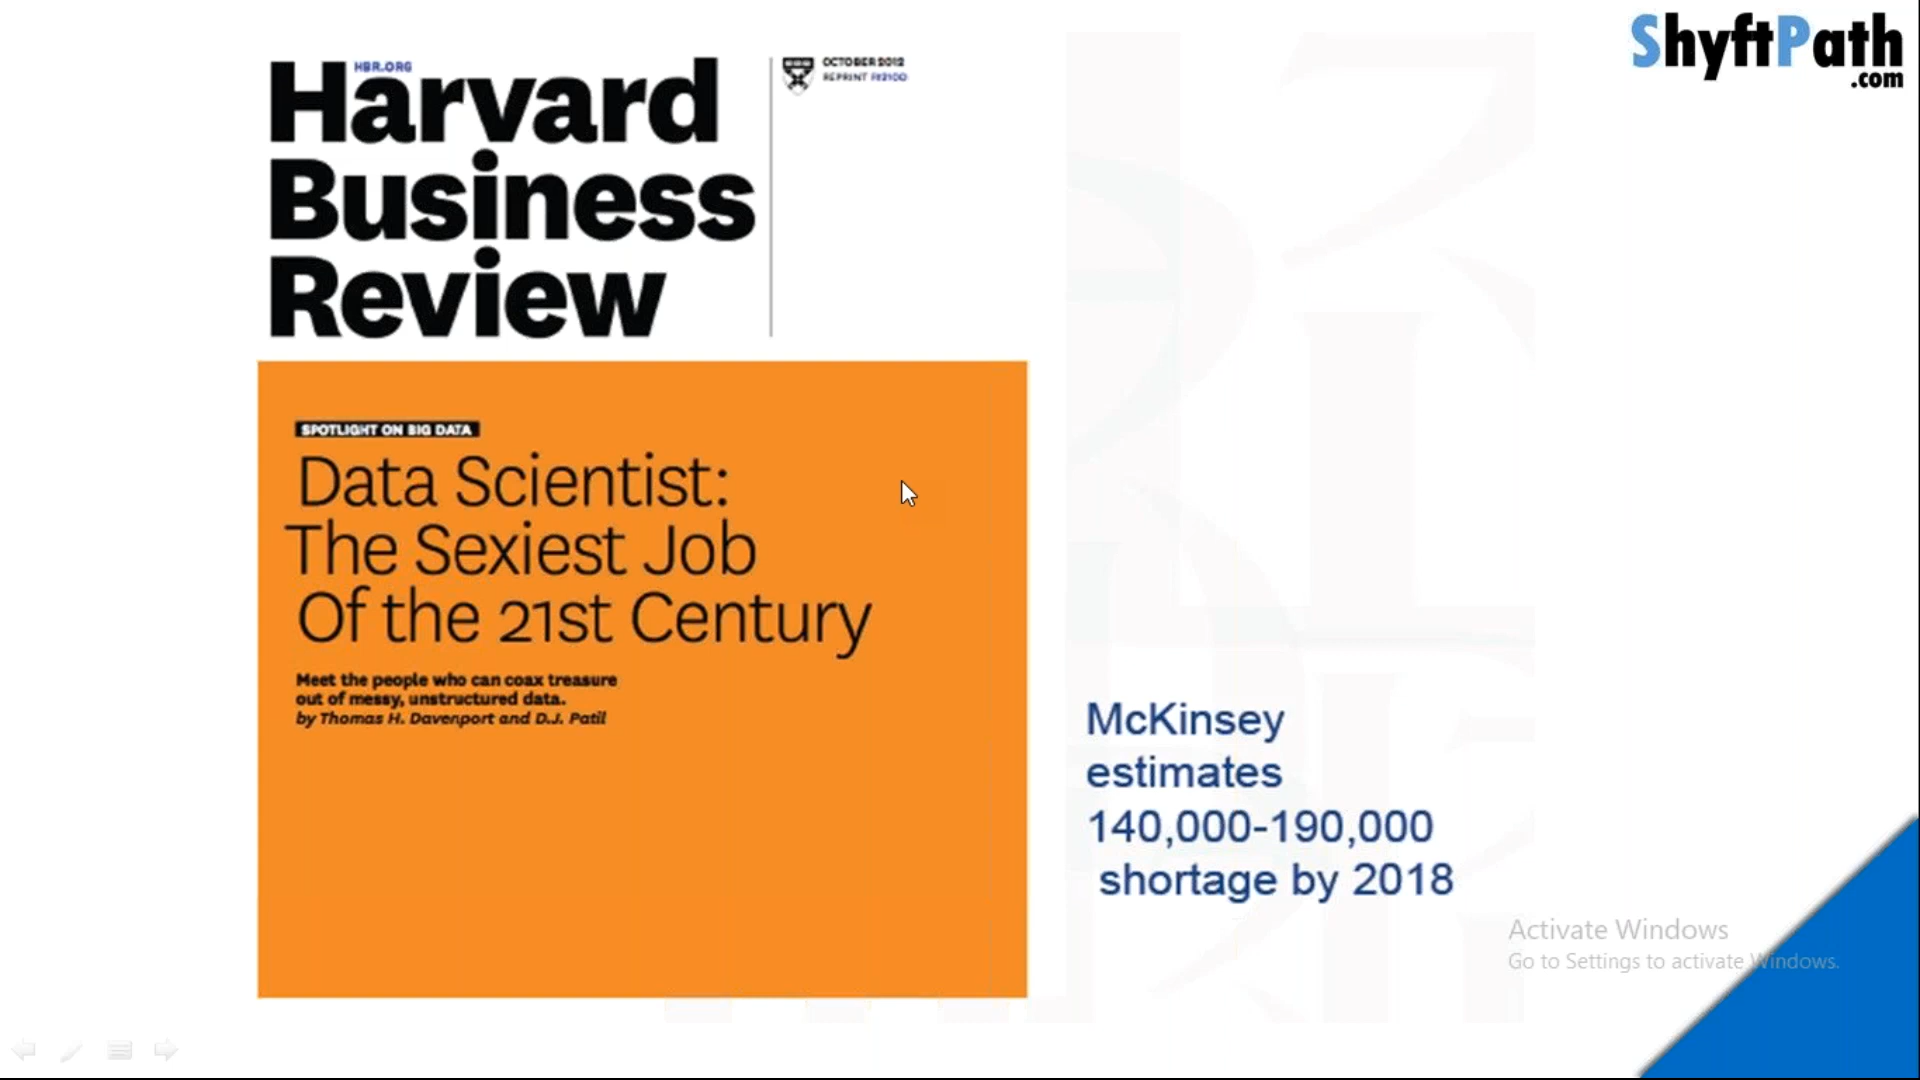 ShyftPath
.com
HBR.ORG
Harvard
Business
Review
OCTOBER 2012
REPRINT R1210D
SPOTLIGHT ON BIG DATA
Data Scientist:
The Sexiest Job
Of the 21st Century
Meet the people who can coax treasure
out of messy, unstructured data.
by Thomas H. Davenport and D.J. Patil
McKinsey
estimates
140,000-190,000
shortage by 2018
Activate Windows
Go to Settings to activate Windows.